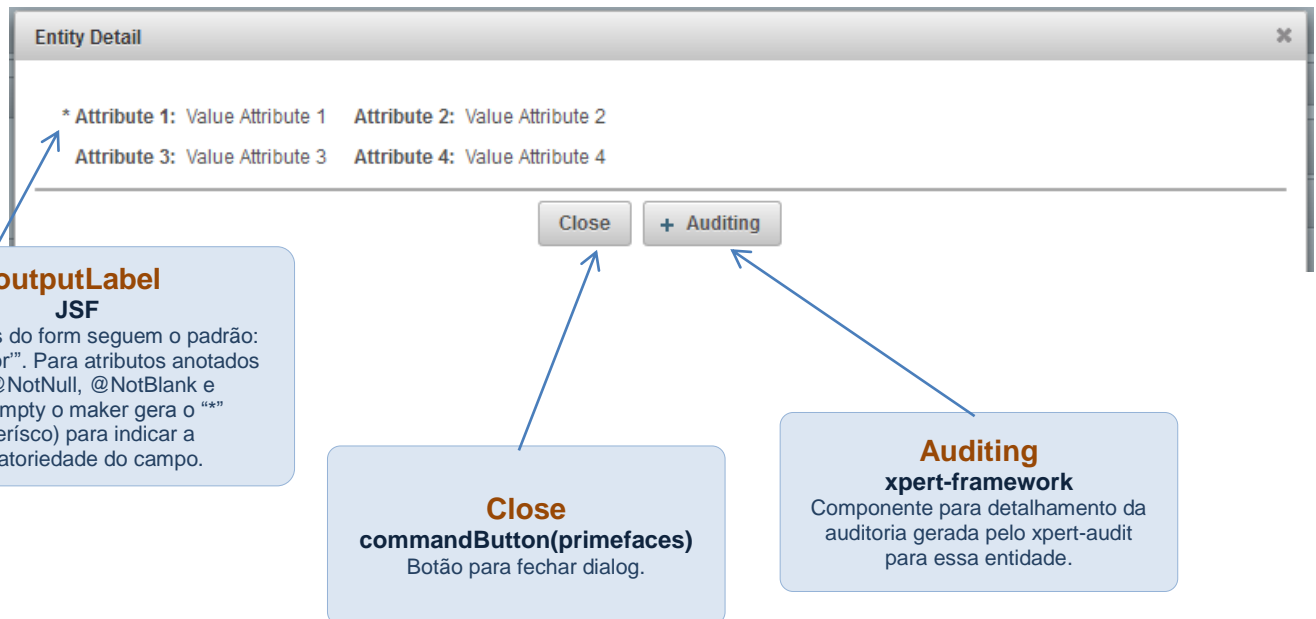 Entity Detail
* Attribute 1: Value Attribute 1 Attribute 2: Value Attribute 2
Attribute 3: Value Attribute 3 Attribute 4: Value Attribute 4
Close + Auditing
outputLabel
JSF
do form seguem o padrão:
Para atributos anotados
@NotNull, @NotBlank e
o maker gera o “*”
para indicar a
do campo.
Close
commandButton(primefaces)
Botão para fechar dialog.
Auditing
xpert-framework
Componente para detalhamento da
auditoria gerada pelo xpert-audit
para essa entidade.